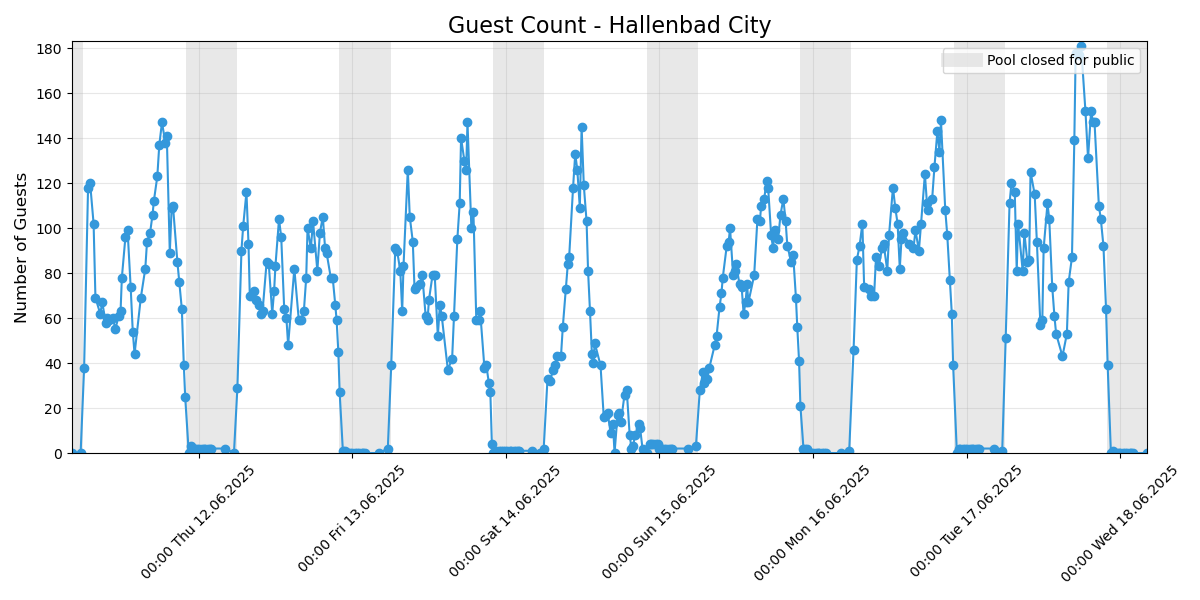 Guest Count - Hallenbad City
Pool closed for public
Number of Guests
180
160
140
120
100
80
60
40
20
0
00:00 Thu 12.06.2025
00:00 Fri 13.06.2025
00:00 Sat 14.06.2025
00:00 Sun 15.06.2025
00:00 Mon 16.06.2025
00:00 Tue 17.06.2025
00:00 Wed 18.06.2025